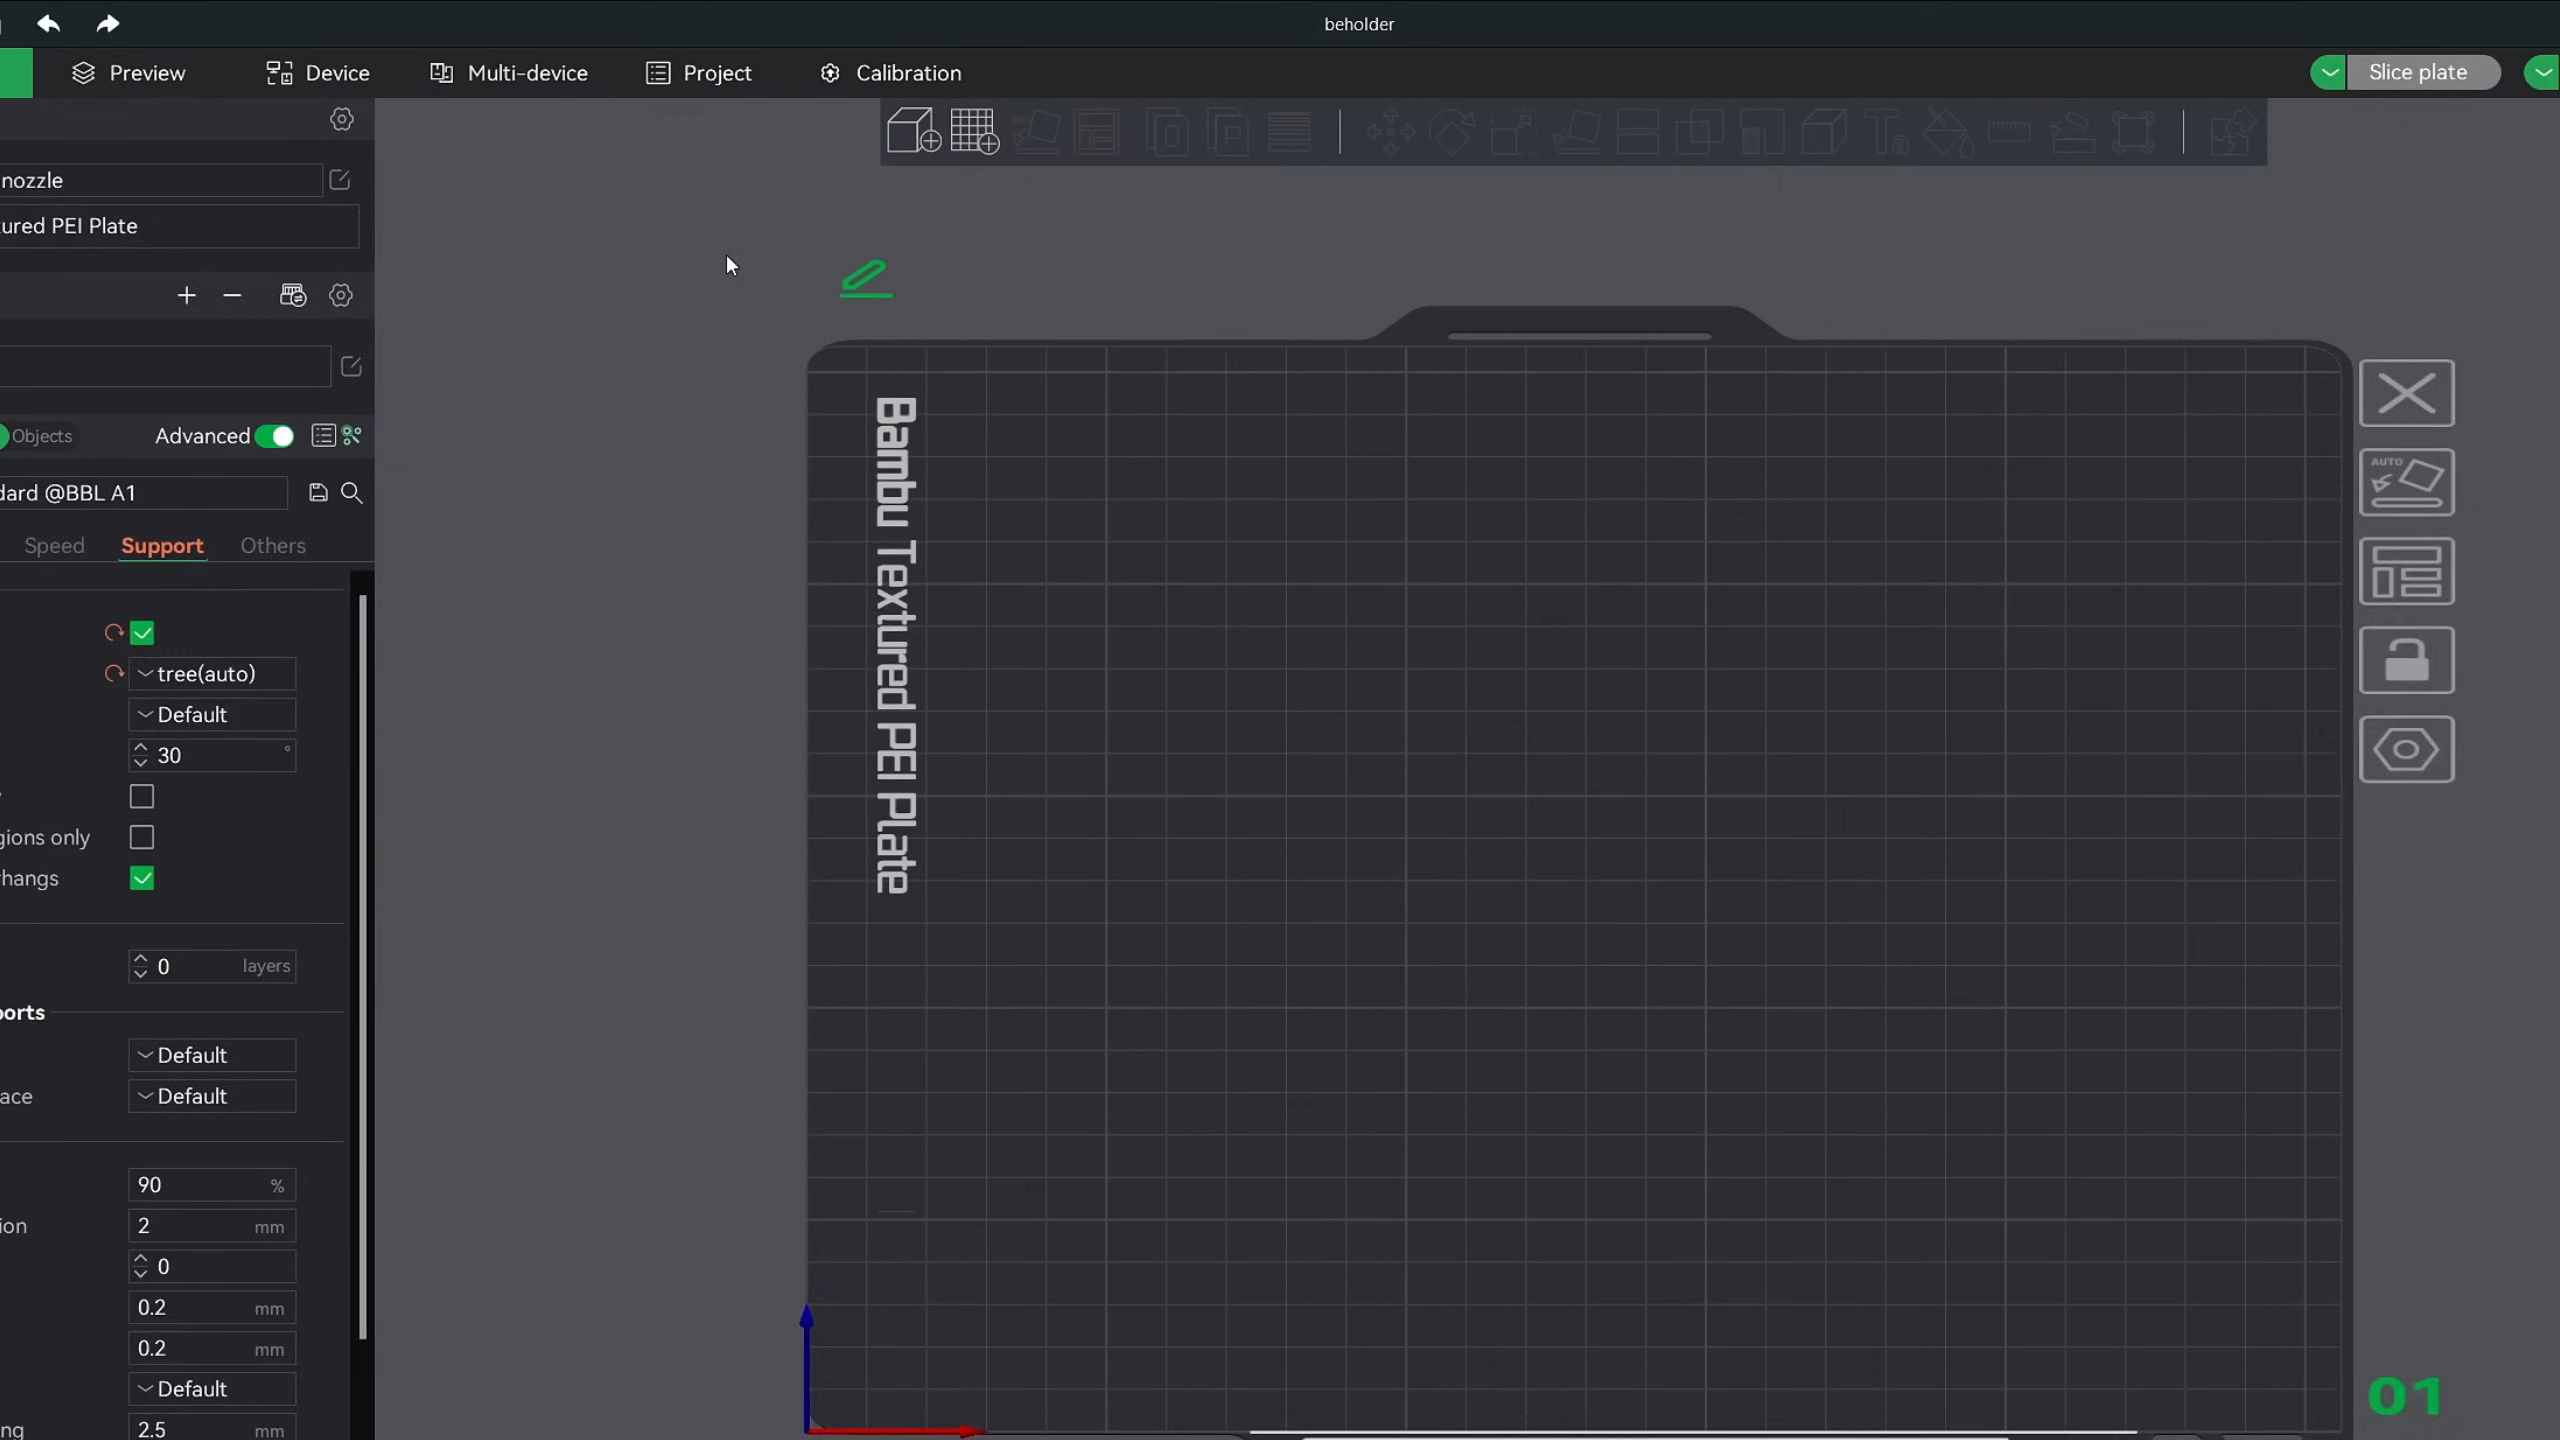 beholder
Preview Device Multi-device Project Calibration Slice plate
nozzle
ured PEI Plate
Objects Advanced
dard @BBL A1
Speed Support Others
tree(auto)
Default
30 °
gions only
hangs
0 layers
orts
Default
ace Default
90 %
ion 2 mm
0
0.2 mm
0.2 mm
Default
ng 2.5 mm
Bambu Textured PEI Plate
AUTO
01